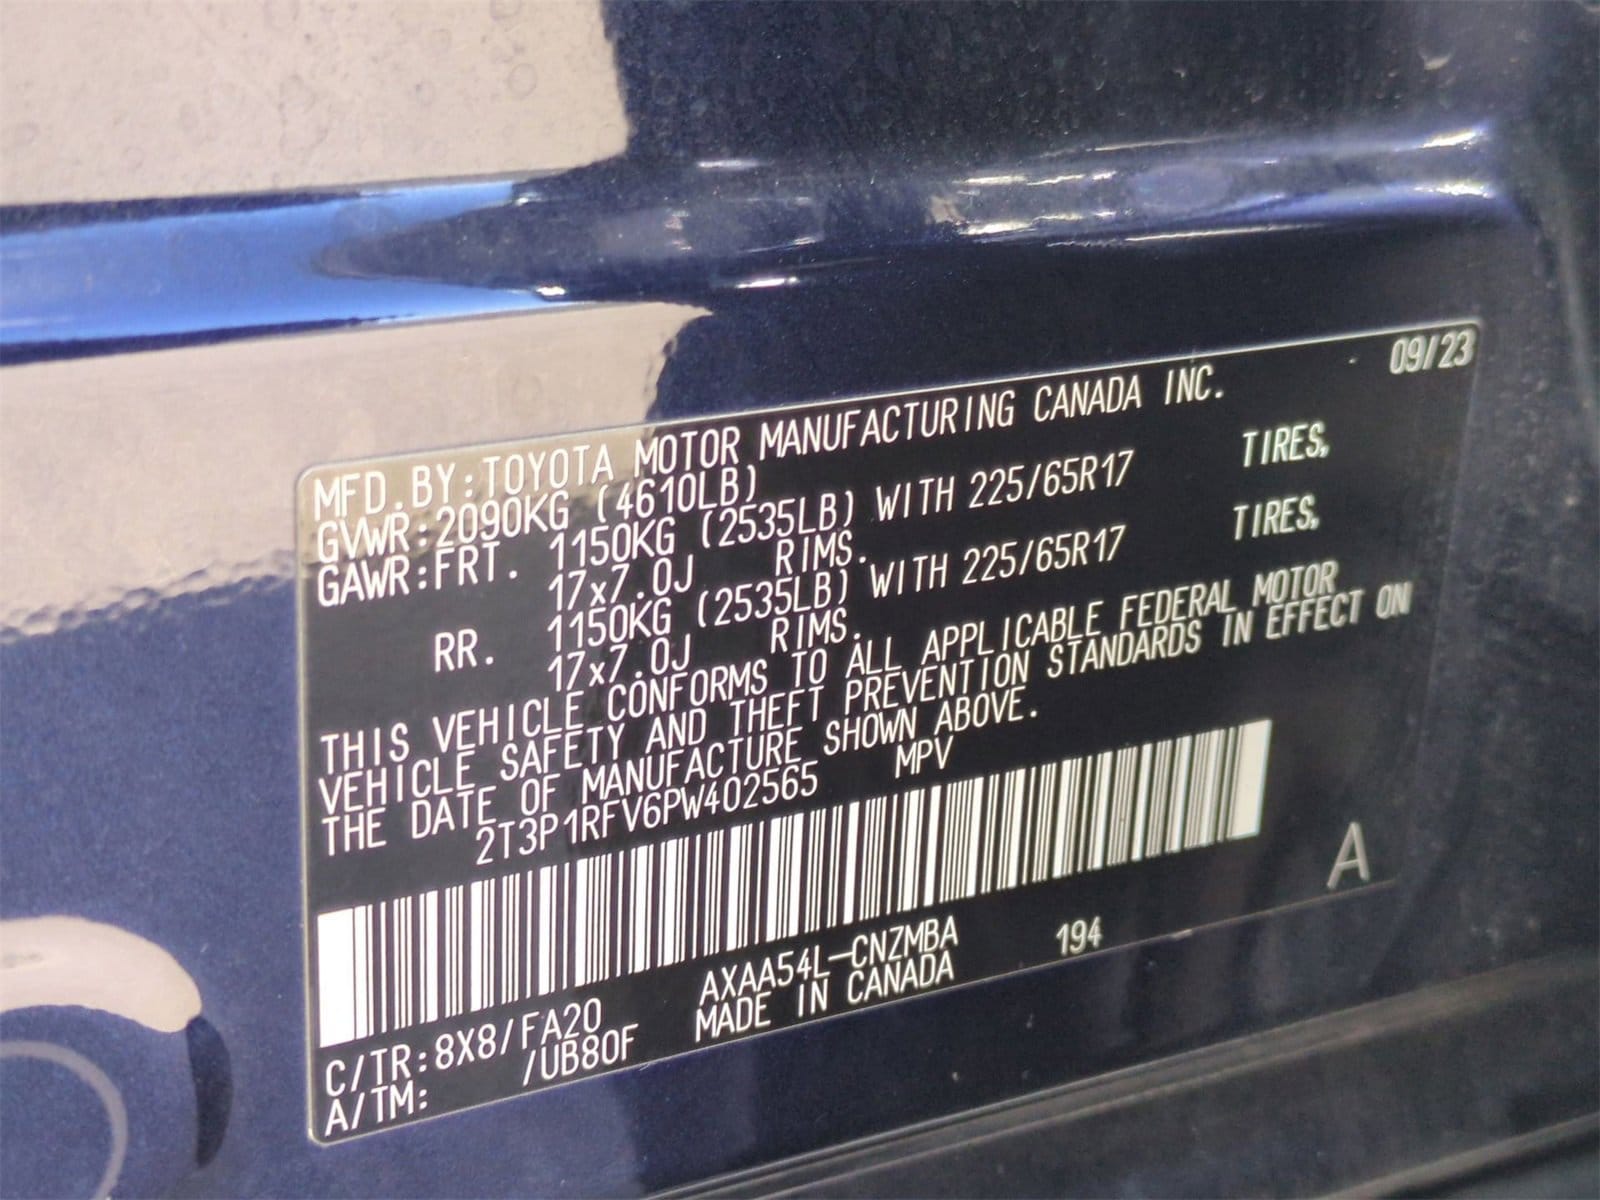 09/23
MFD.BY:TOYOTA MOTOR MANUFACTURING CANADA INC.
GVWR:2090KG (4610LB)
GAWR:FRT. 1150KG (2535LB) WITH 225/65R17 TIRES,
17x7.0J RIMS.
RR. 1150KG (2535LB) WITH 225/65R17 TIRES,
17x7.0J RIMS.
THIS VEHICLE CONFORMS TO ALL APPLICABLE FEDERAL MOTOR
VEHICLE SAFETY AND THEFT PREVENTION STANDARDS IN EFFECT ON
THE DATE OF MANUFACTURE SHOWN ABOVE.
2T3P1RFV6PW402565 MPV
A
C/TR:8X8/FA20 AXAA54L-CNZMBA 194
A/TM: /UB80F MADE IN CANADA